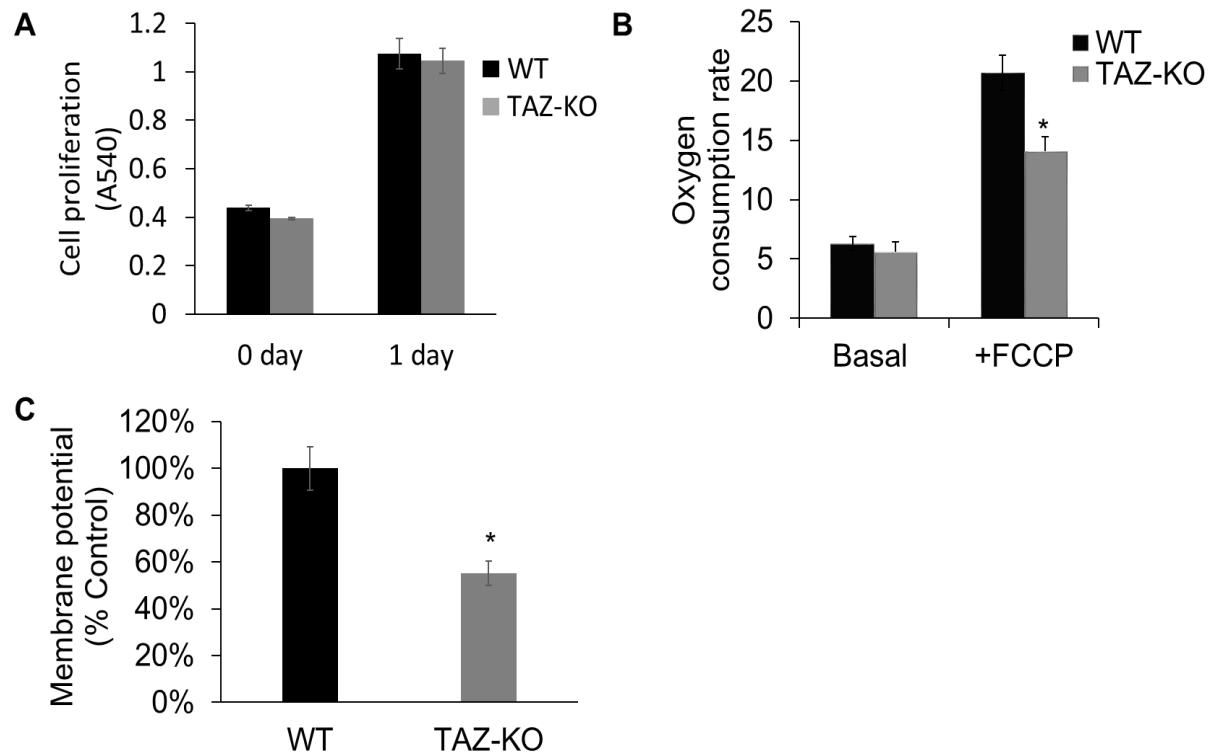 A
Cell proliferation
(A540)
1.2
1
0.8
0.6
0.4
0.2
0
0 day
1 day
WT
TAZ-KO
B
Oxygen
consumption rate
25
20
15
10
5
0
*
Basal
+FCCP
WT
TAZ-KO
C
Membrane potential
(% Control)
120%
100%
80%
60%
40%
20%
0%
*
WT
TAZ-KO